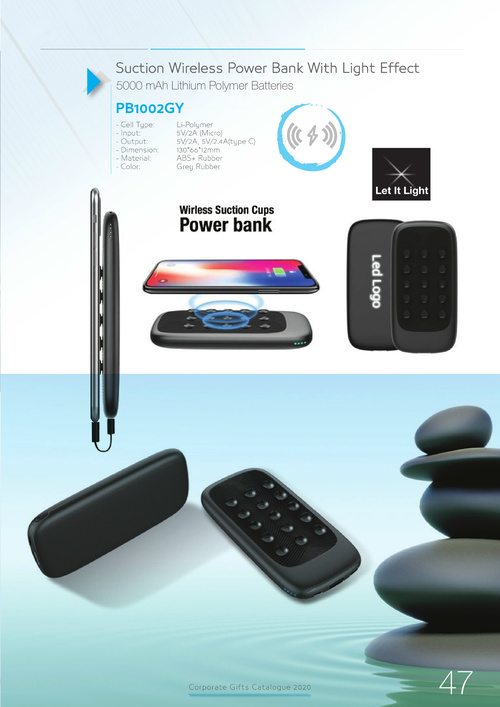 Suction Wireless Power Bank With Light Effect
5000 mAh Lithium Polymer Batteries
PB1002GY
- Cell Type: Li-Polymer
- Input: 5V/2A (Micro)
- Output: 5V/2A, 5V/2.4A(type C)
- Dimension: 130*66*12mm
- Material: ABS+ Rubber
- Color: Grey Rubber
Let It Light
Wirless Suction Cups
Power bank
Led Logo
Corporate Gifts Catalogue 2020
47